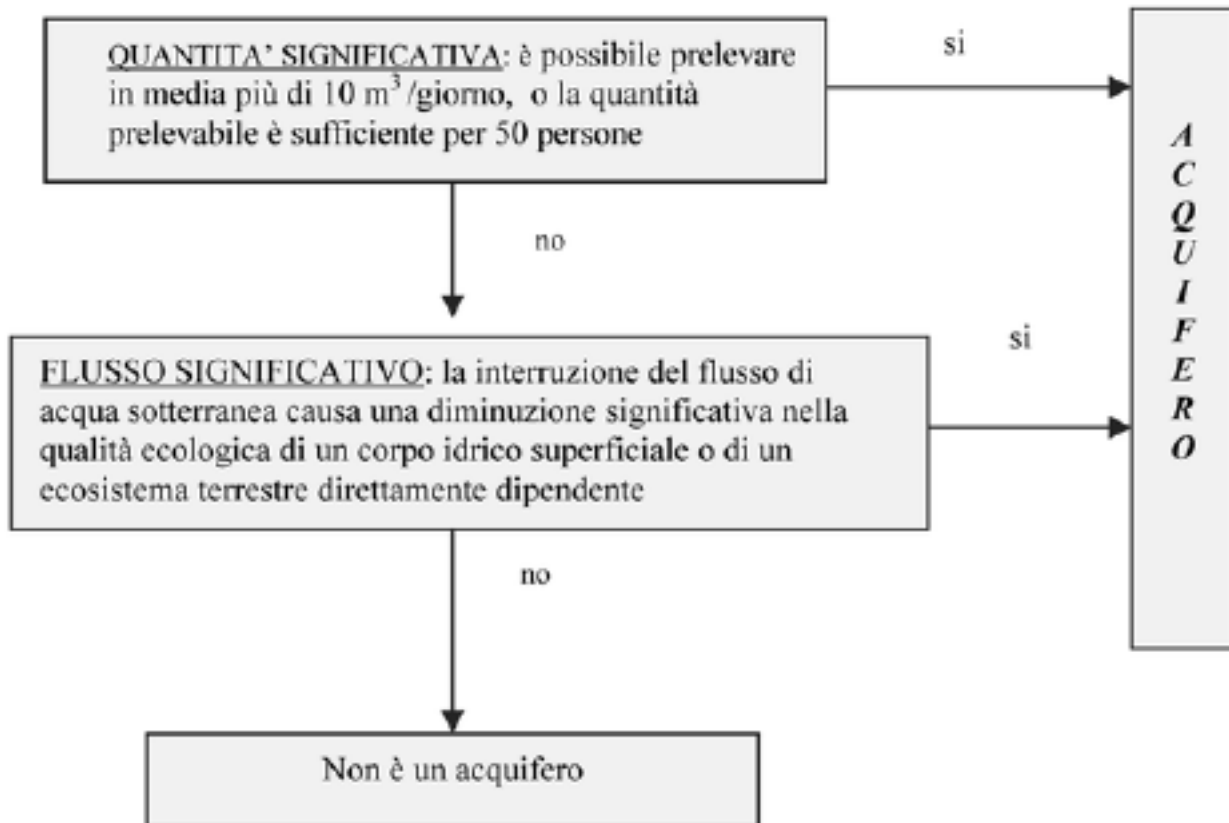 QUANTITA' SIGNIFICATIVA: è possibile prelevare
in media più di 10 m³/giorno, o la quantità
prelevabile è sufficiente per 50 persone
si
no
FLUSSO SIGNIFICATIVO: la interruzione del flusso di
acqua sotterranea causa una diminuzione significativa nella
qualità ecologica di un corpo idrico superficiale o di un
ecosistema terrestre direttamente dipendente
si
no
Non è un acquifero
A
C
Q
U
I
F
E
R
O